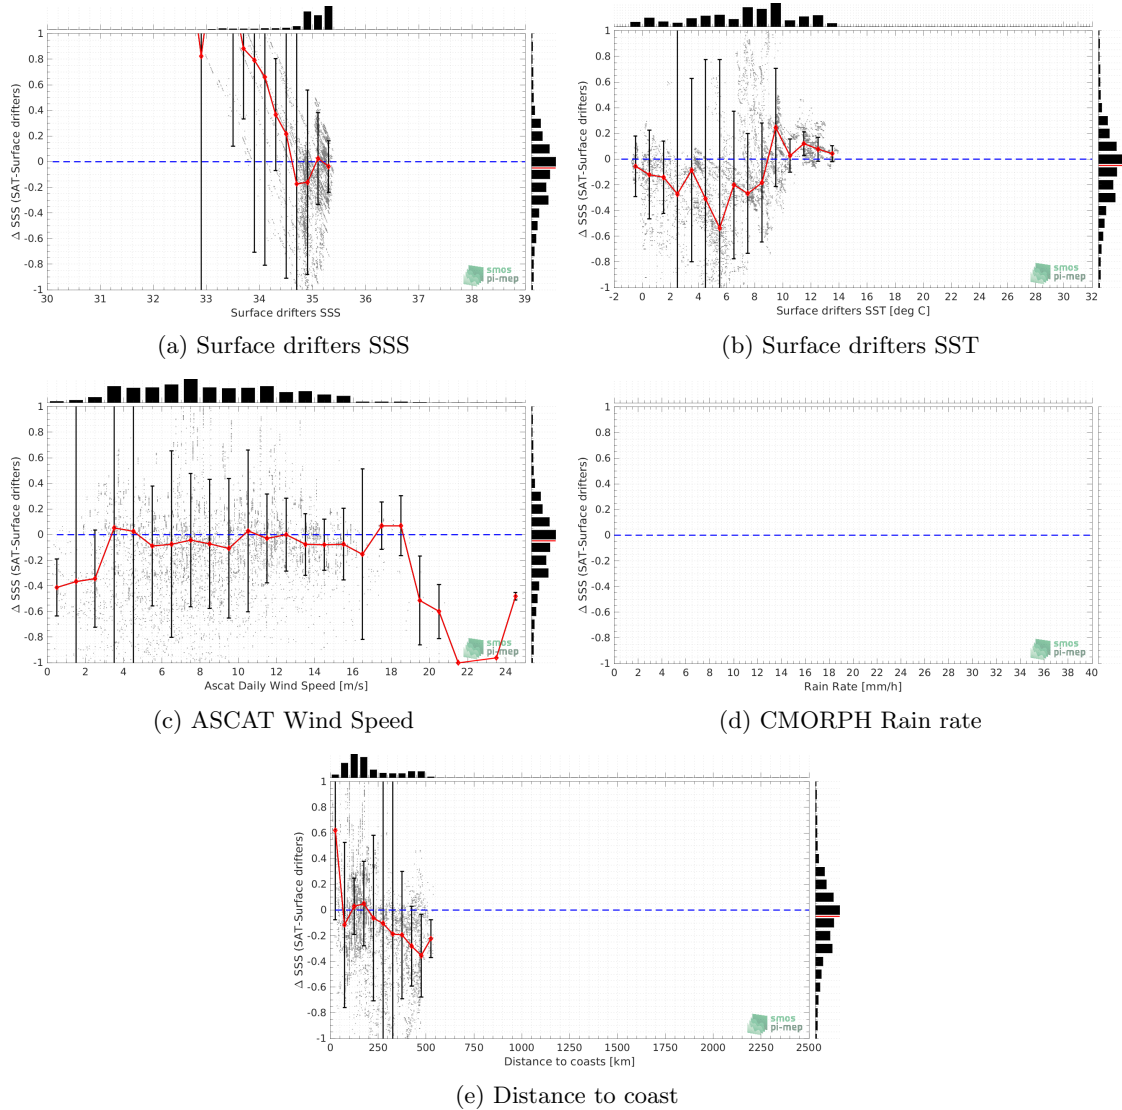 1
0.8
0.6
0.4
0.2
0
-0.2
-0.4
-0.6
-0.8
-1
Δ SSS (SAT-Surface drifters)
30 31 32 33 34 35 36 37 38 39
Surface drifters SSS
smos
pi-mep
(a) Surface drifters SSS
1
0.8
0.6
0.4
0.2
0
-0.2
-0.4
-0.6
-0.8
-1
Δ SSS (SAT-Surface drifters)
-2 0 2 4 6 8 10 12 14 16 18 20 22 24 26 28 30 32
Surface drifters SST [deg C]
smos
pi-mep
(b) Surface drifters SST
1
0.8
0.6
0.4
0.2
0
-0.2
-0.4
-0.6
-0.8
-1
Δ SSS (SAT-Surface drifters)
0 2 4 6 8 10 12 14 16 18 20 22 24
Ascat Daily Wind Speed [m/s]
smos
pi-mep
(c) ASCAT Wind Speed
1
0.8
0.6
0.4
0.2
0
-0.2
-0.4
-0.6
-0.8
-1
Δ SSS (SAT-Surface drifters)
0 2 4 6 8 10 12 14 16 18 20 22 24 26 28 30 32 34 36 38 40
Rain Rate [mm/h]
smos
pi-mep
(d) CMORPH Rain rate
1
0.8
0.6
0.4
0.2
0
-0.2
-0.4
-0.6
-0.8
-1
Δ SSS (SAT-Surface drifters)
0 250 500 750 1000 1250 1500 1750 2000 2250 2500
Distance to coasts [km]
smos
pi-mep
(e) Distance to coast